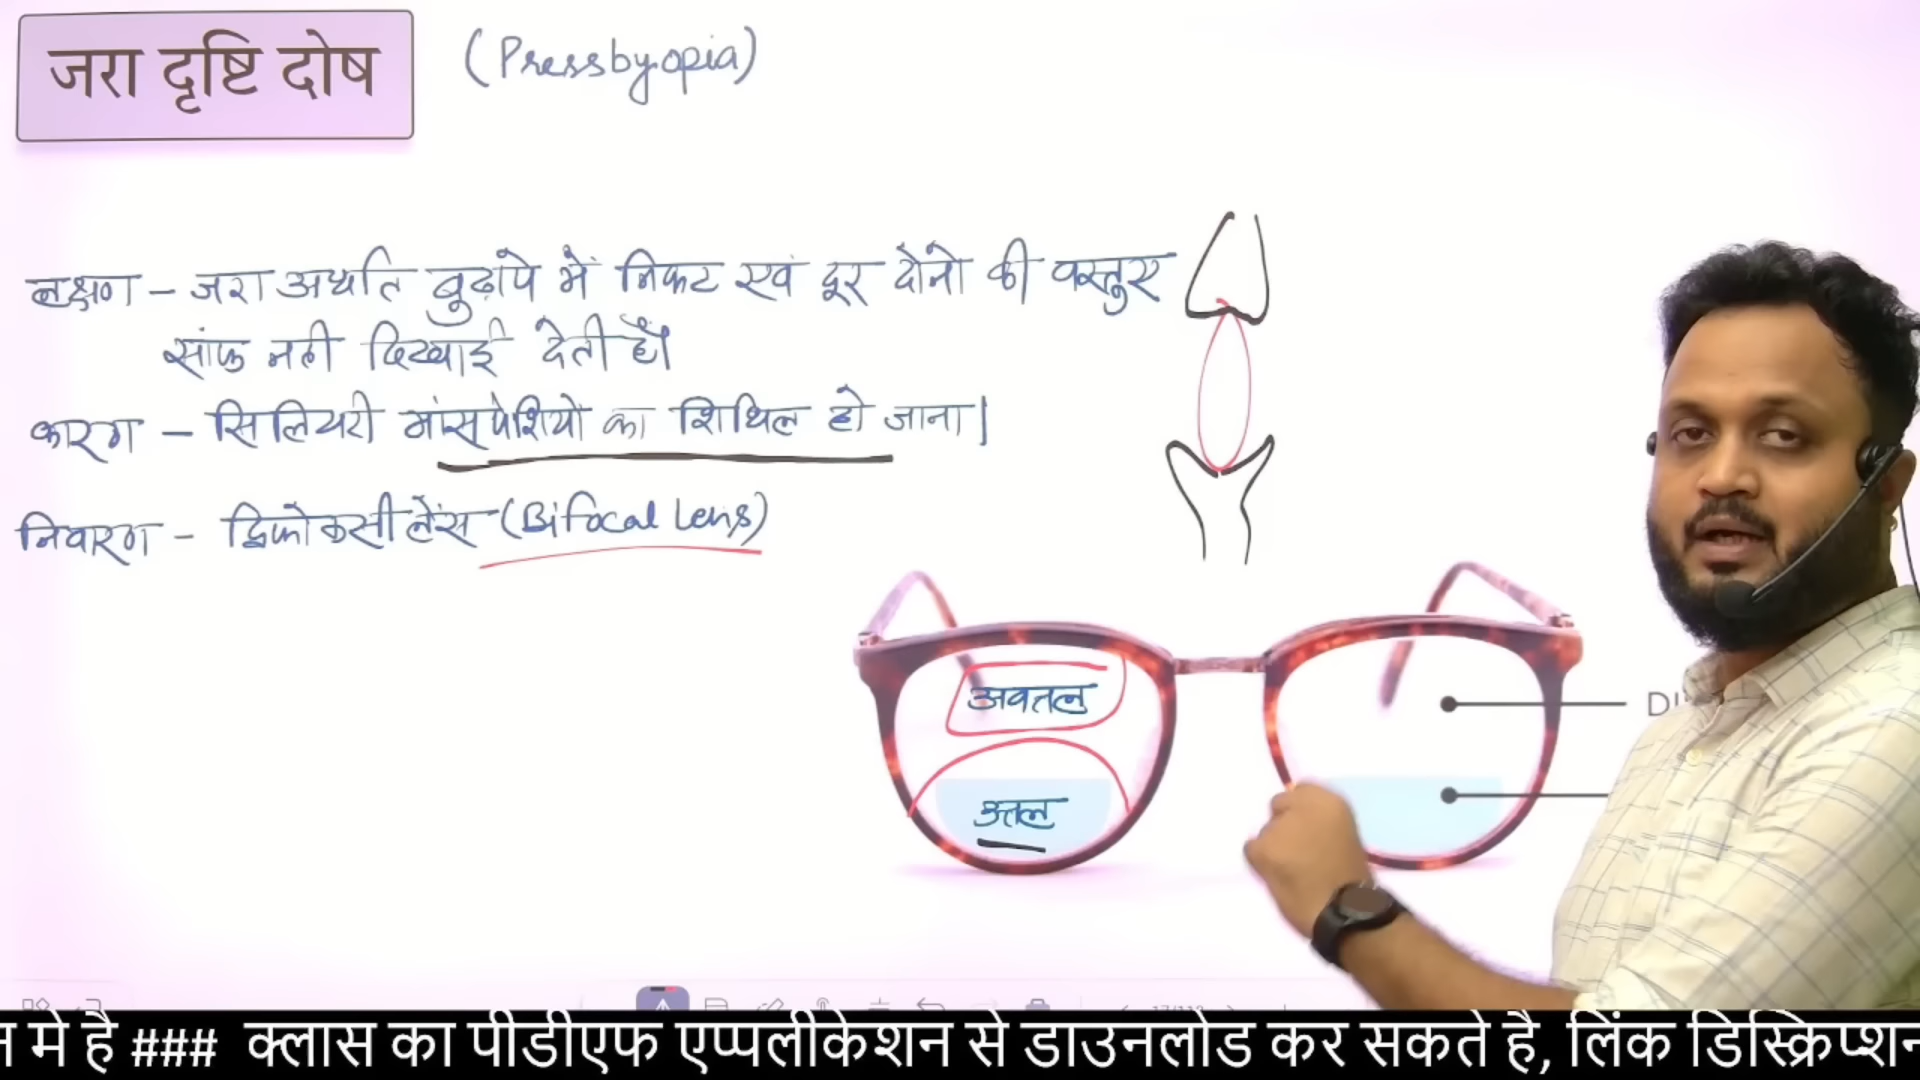 जरा दृष्टि दोष
(Pressbyopia)
लक्षण - जरा अर्थात बुढ़ांपे में निकट एवं दूर दोनो की वस्तुए
सांफ नही दिखाई देती हैं।
कारण - सिलियरी मांसपेशियो का शिथिल हो जाना।
निवारण - द्विफोकसी लेंस (Bifocal Lens)
अवतल
उत्तल
न मे है ### क्लास का पीडीएफ एप्पलीकेशन से डाउनलोड कर सकते है, लिंक डिस्क्रिप्शन